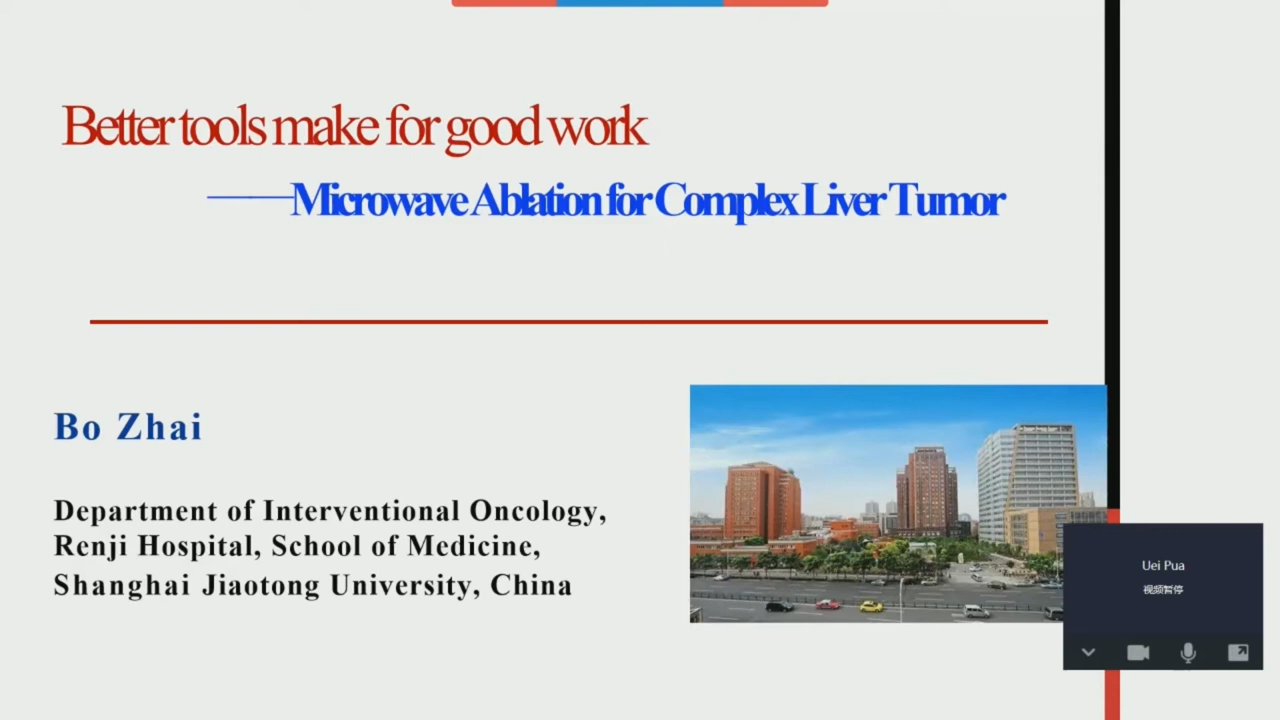 Better tools make for good work
——Microwave Ablation for Complex Liver Tumor
Bo Zhai
Department of Interventional Oncology,
Renji Hospital, School of Medicine,
Shanghai Jiaotong University, China
Uei Pua
视频暂停